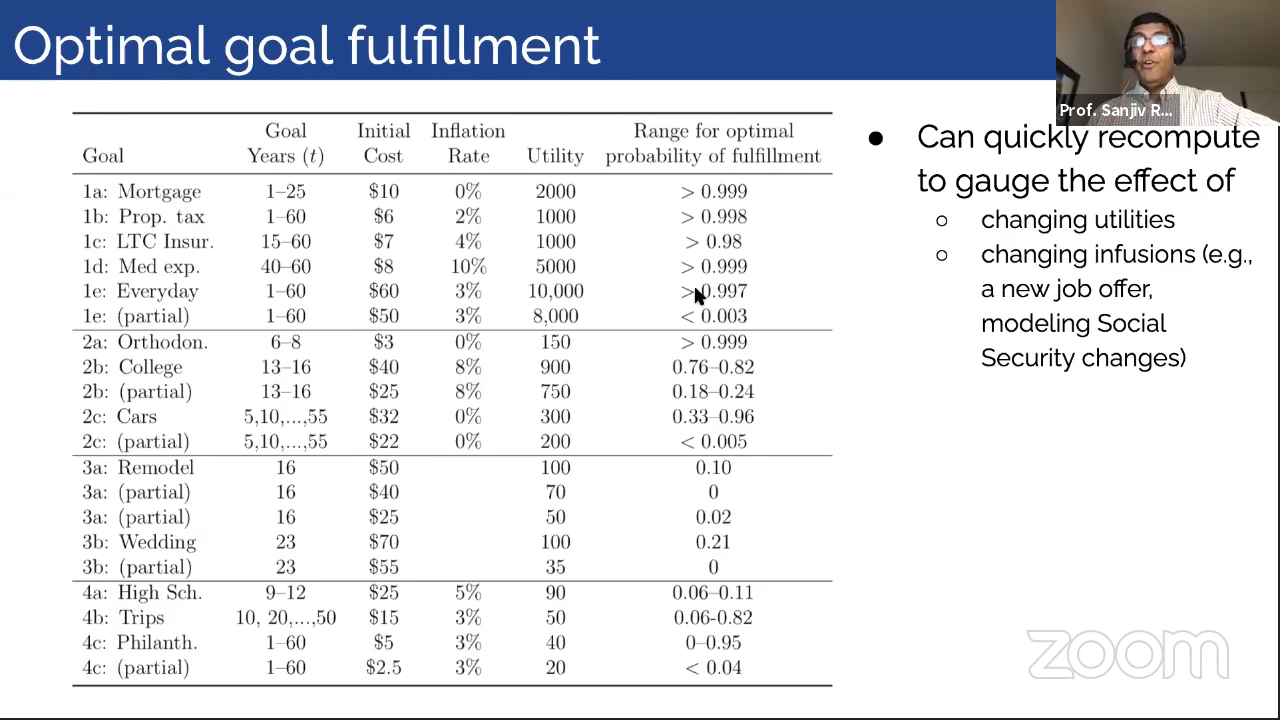 Optimal goal fulfillment
Prof. Sanjiv R...
Goal Initial Inflation Range for optimal
Goal Years (t) Cost Rate Utility probability of fulfillment
1a: Mortgage 1–25 $10 0% 2000 > 0.999
1b: Prop. tax 1–60 $6 2% 1000 > 0.998
1c: LTC Insur. 15–60 $7 4% 1000 > 0.98
1d: Med exp. 40–60 $8 10% 5000 > 0.999
1e: Everyday 1–60 $60 3% 10,000 > 0.997
1e: (partial) 1–60 $50 3% 8,000 < 0.003
2a: Orthodon. 6–8 $3 0% 150 > 0.999
2b: College 13–16 $40 8% 900 0.76–0.82
2b: (partial) 13–16 $25 8% 750 0.18–0.24
2c: Cars 5,10,...,55 $32 0% 300 0.33–0.96
2c: (partial) 5,10,...,55 $22 0% 200 < 0.005
3a: Remodel 16 $50 100 0.10
3a: (partial) 16 $40 70 0
3a: (partial) 16 $25 50 0.02
3b: Wedding 23 $70 100 0.21
3b: (partial) 23 $55 35 0
4a: High Sch. 9–12 $25 5% 90 0.06–0.11
4b: Trips 10, 20,...,50 $15 3% 50 0.06-0.82
4c: Philanth. 1–60 $5 3% 40 0–0.95
4c: (partial) 1–60 $2.5 3% 20 < 0.04
● Can quickly recompute
to gauge the effect of
○ changing utilities
○ changing infusions (e.g.,
a new job offer,
modeling Social
Security changes)
zoom